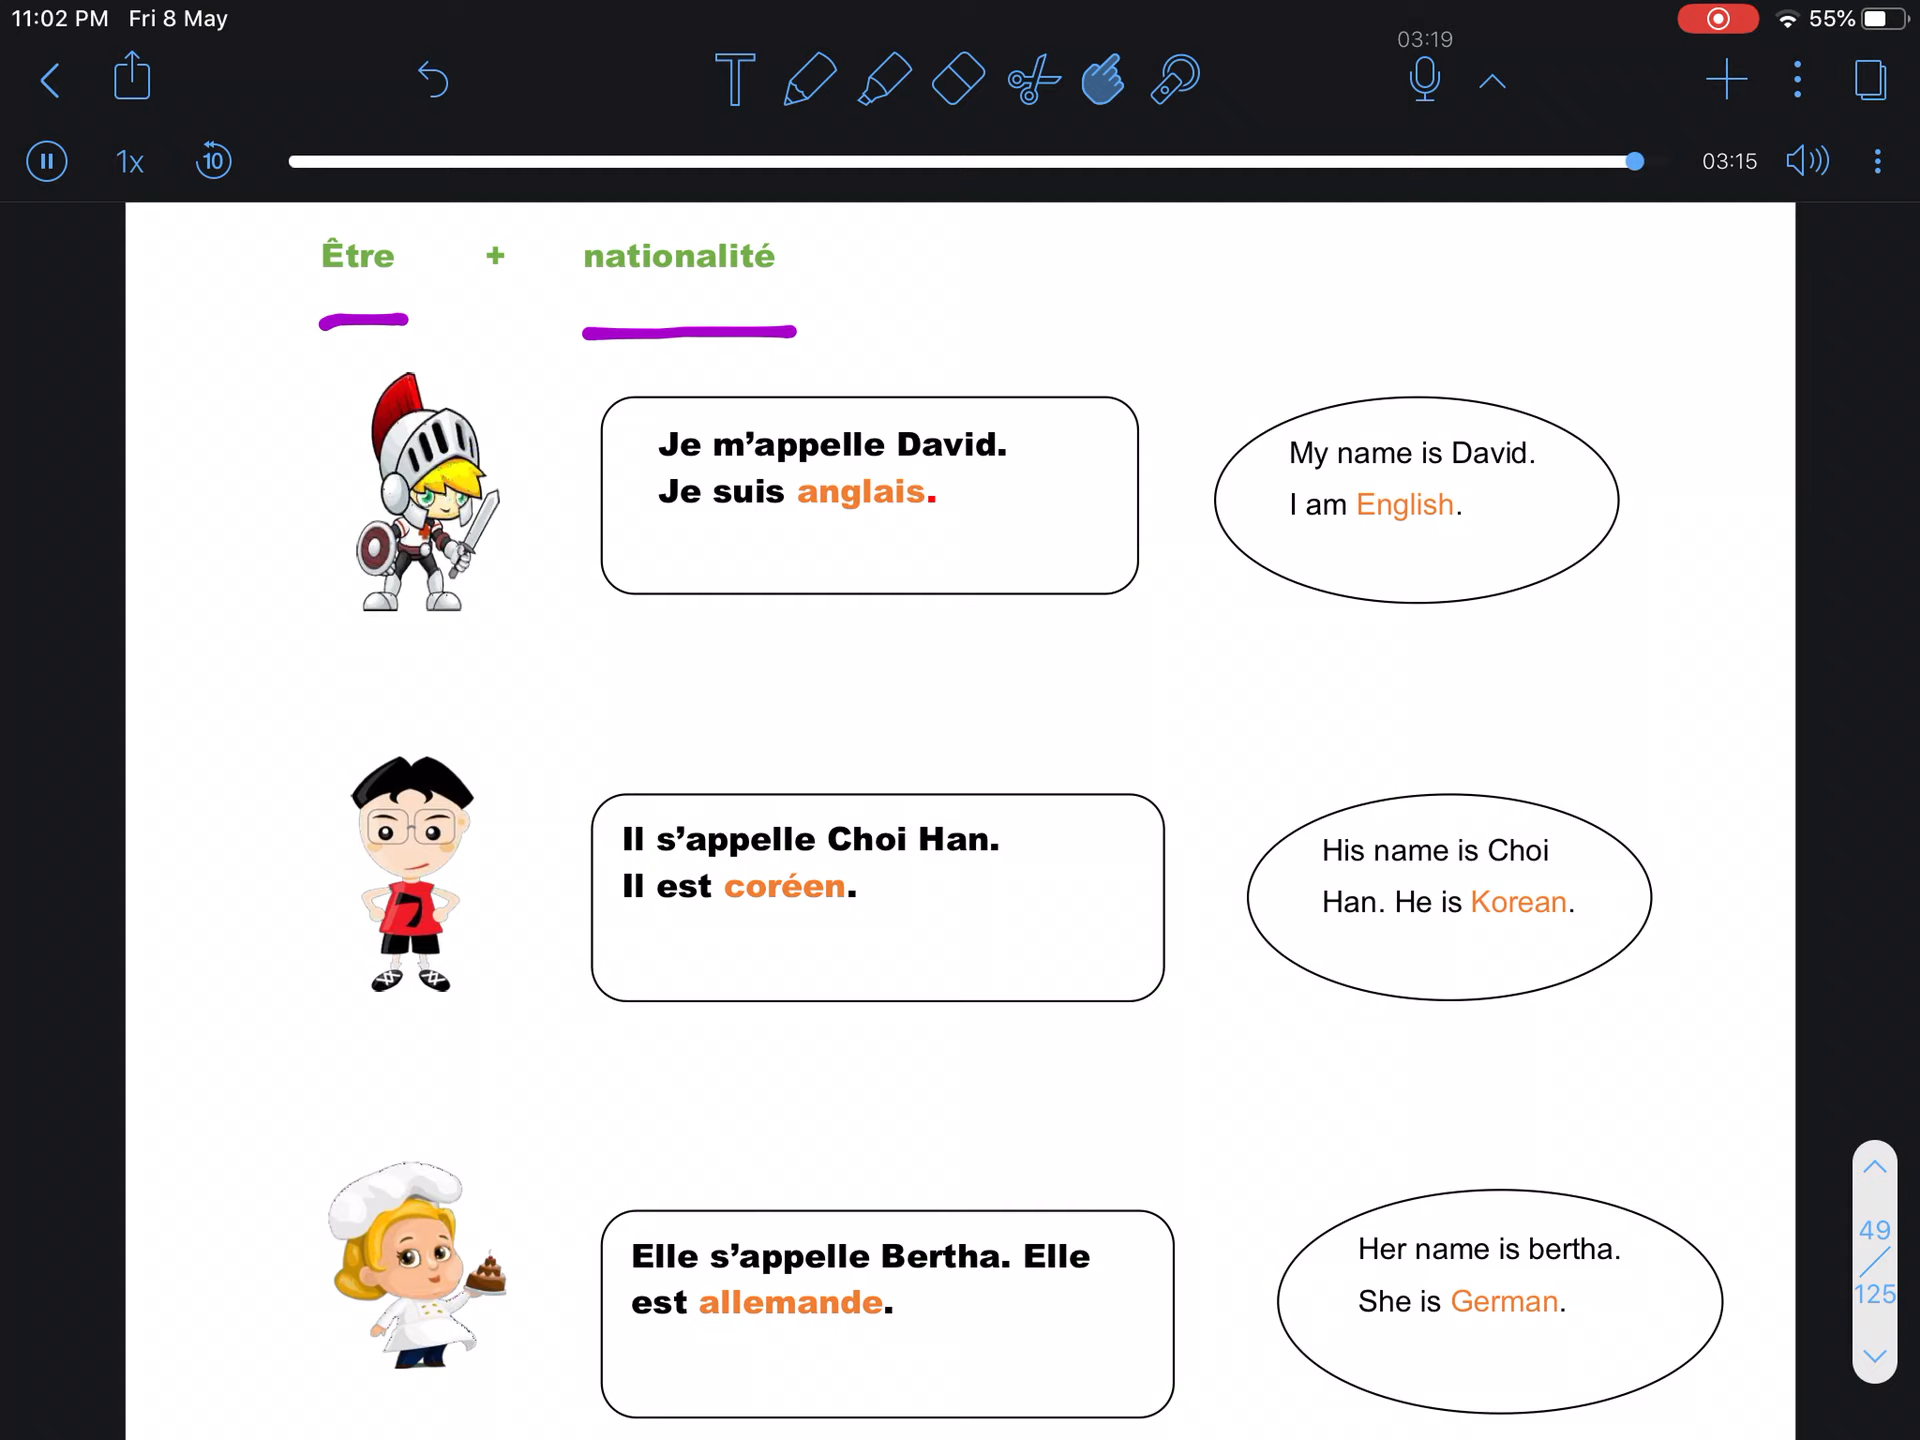 11:02 PM Fri 8 May
55%
03:19
1x
10
03:15
Être + nationalité
Je m’appelle David.
Je suis anglais.
My name is David.
I am English.
Il s’appelle Choi Han.
Il est coréen.
His name is Choi
Han. He is Korean.
Elle s’appelle Bertha. Elle
est allemande.
Her name is bertha.
She is German.
49
/
125